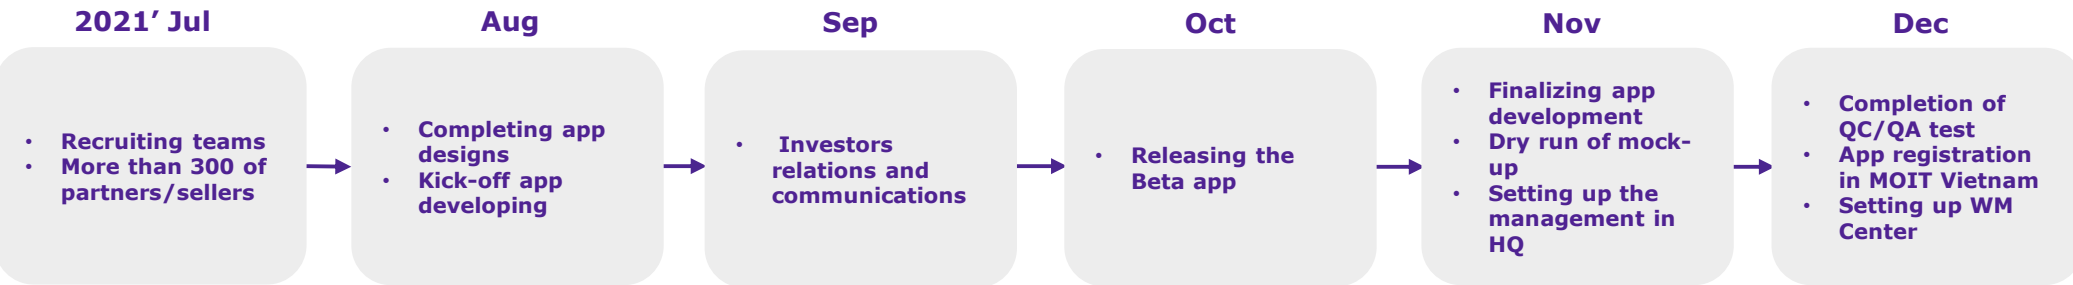 2021’ Jul
• Recruiting teams
• More than 300 of
partners/sellers
Aug
• Completing app
designs
• Kick-off app
developing
Sep
• Investors
relations and
communications
Oct
• Releasing the
Beta app
Nov
• Finalizing app
development
• Dry run of mock-
up
• Setting up the
management in
HQ
Dec
• Completion of
QC/QA test
• App registration
in MOIT Vietnam
• Setting up WM
Center